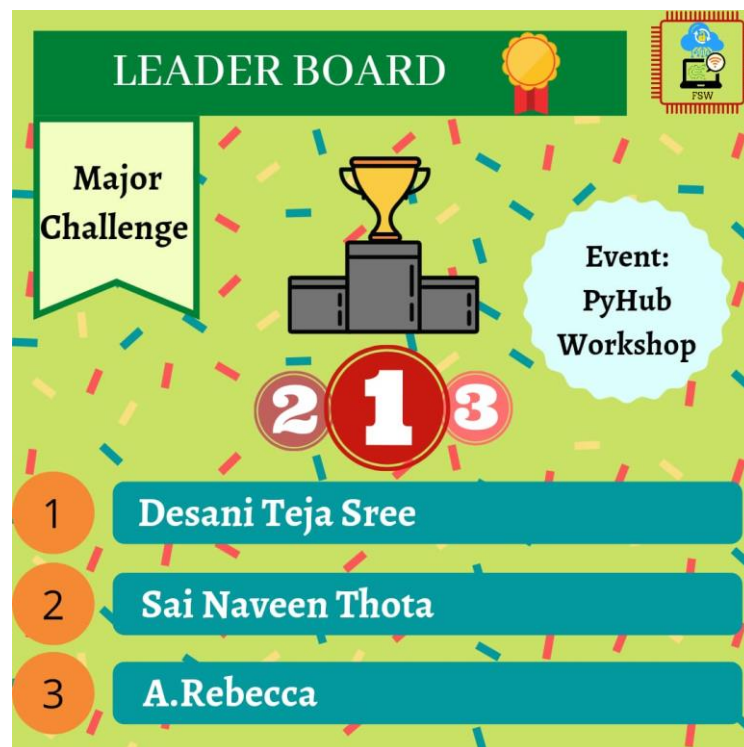 LEADER BOARD
FSW
Major
Challenge
Event:
PyHub
Workshop
2 1 3
1 Desani Teja Sree
2 Sai Naveen Thota
3 A.Rebecca